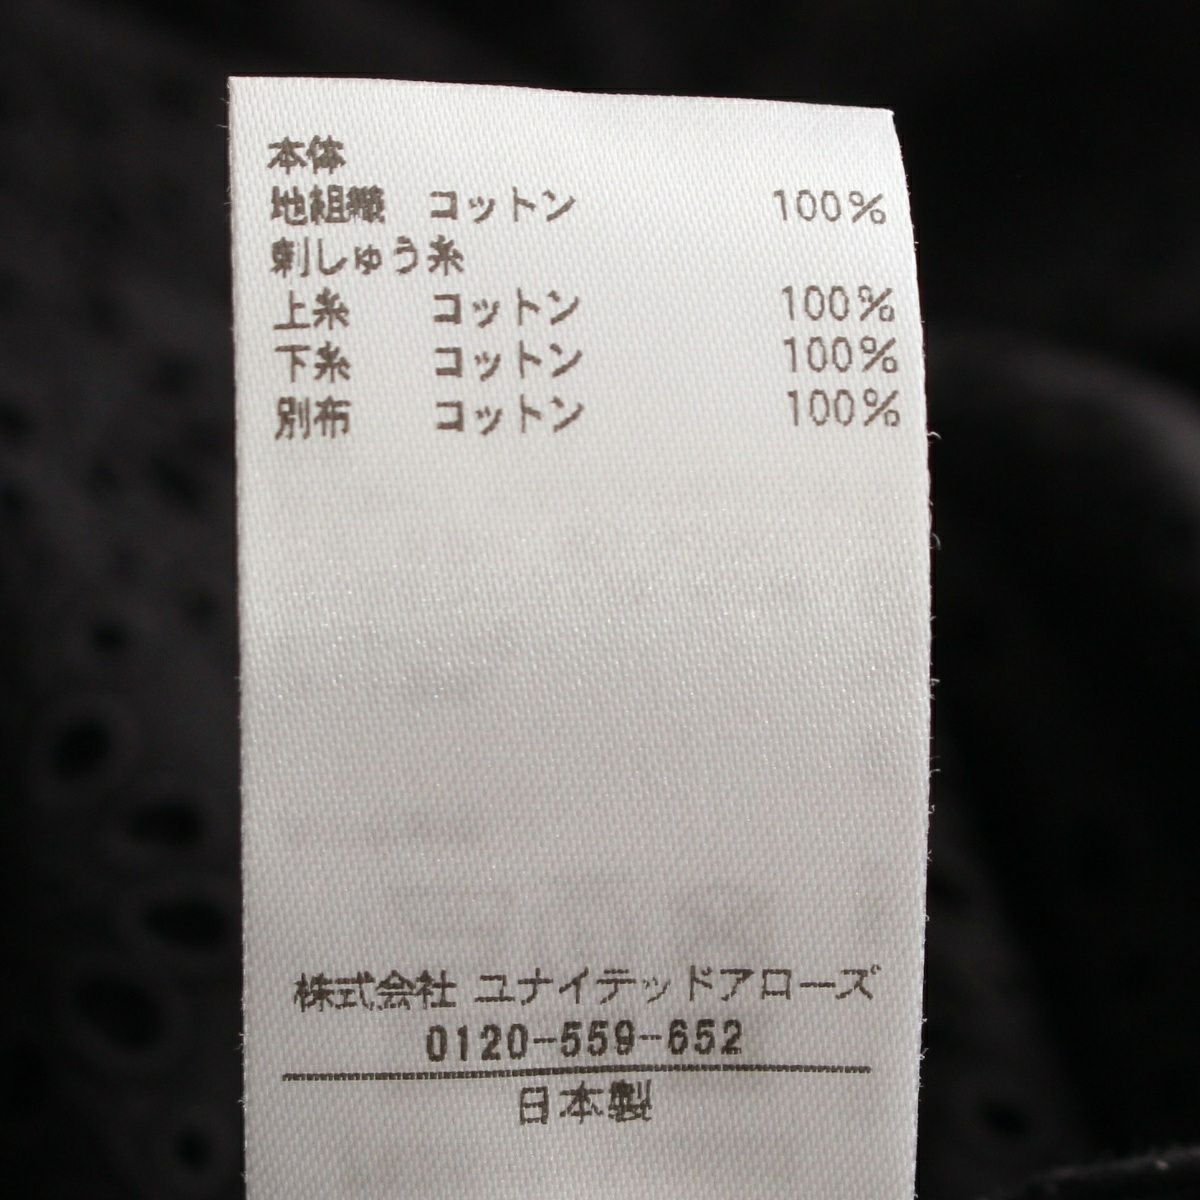 本体
地組織 コットン 100%
刺しゅう糸
上糸 コットン 100%
下糸 コットン 100%
別布 コットン 100%
株式会社 ユナイテッドアローズ
0120-559-652
日本製